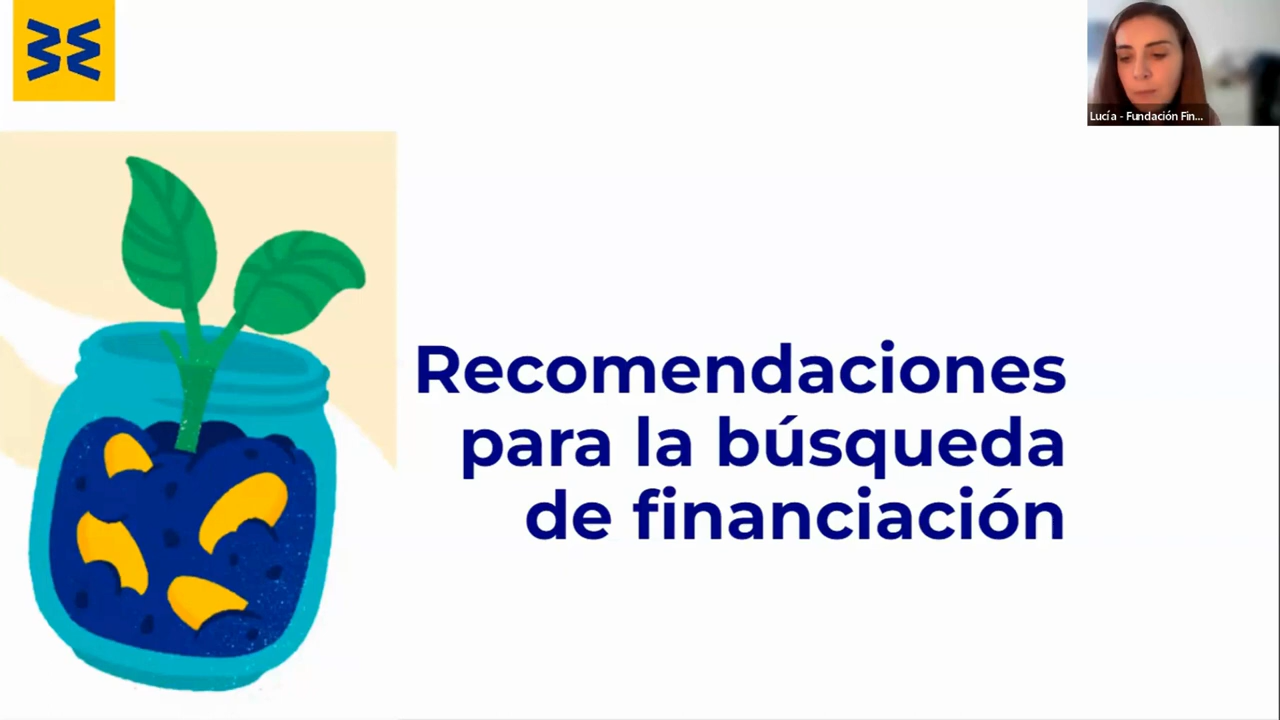 Lucía - Fundación Fin...
Recomendaciones
para la búsqueda
de financiación